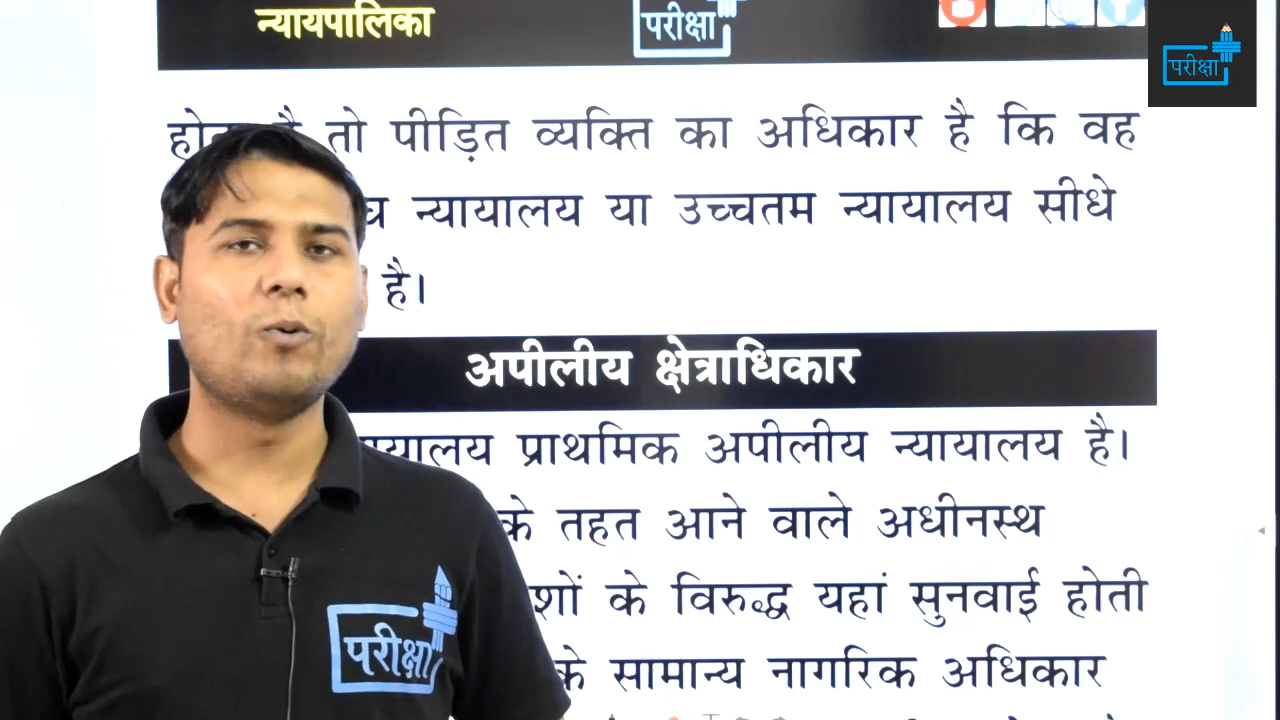 न्यायपालिका
परीक्षा
परीक्षा
तो पीड़ित व्यक्ति का अधिकार है कि वह
न्यायालय या उच्चतम न्यायालय सीधे
है।
अपीलीय क्षेत्राधिकार
प्राथमिक अपीलीय न्यायालय है।
के तहत आने वाले अधीनस्थ
के विरुद्ध यहां सुनवाई होती
के सामान्य नागरिक अधिकार
परीक्षा